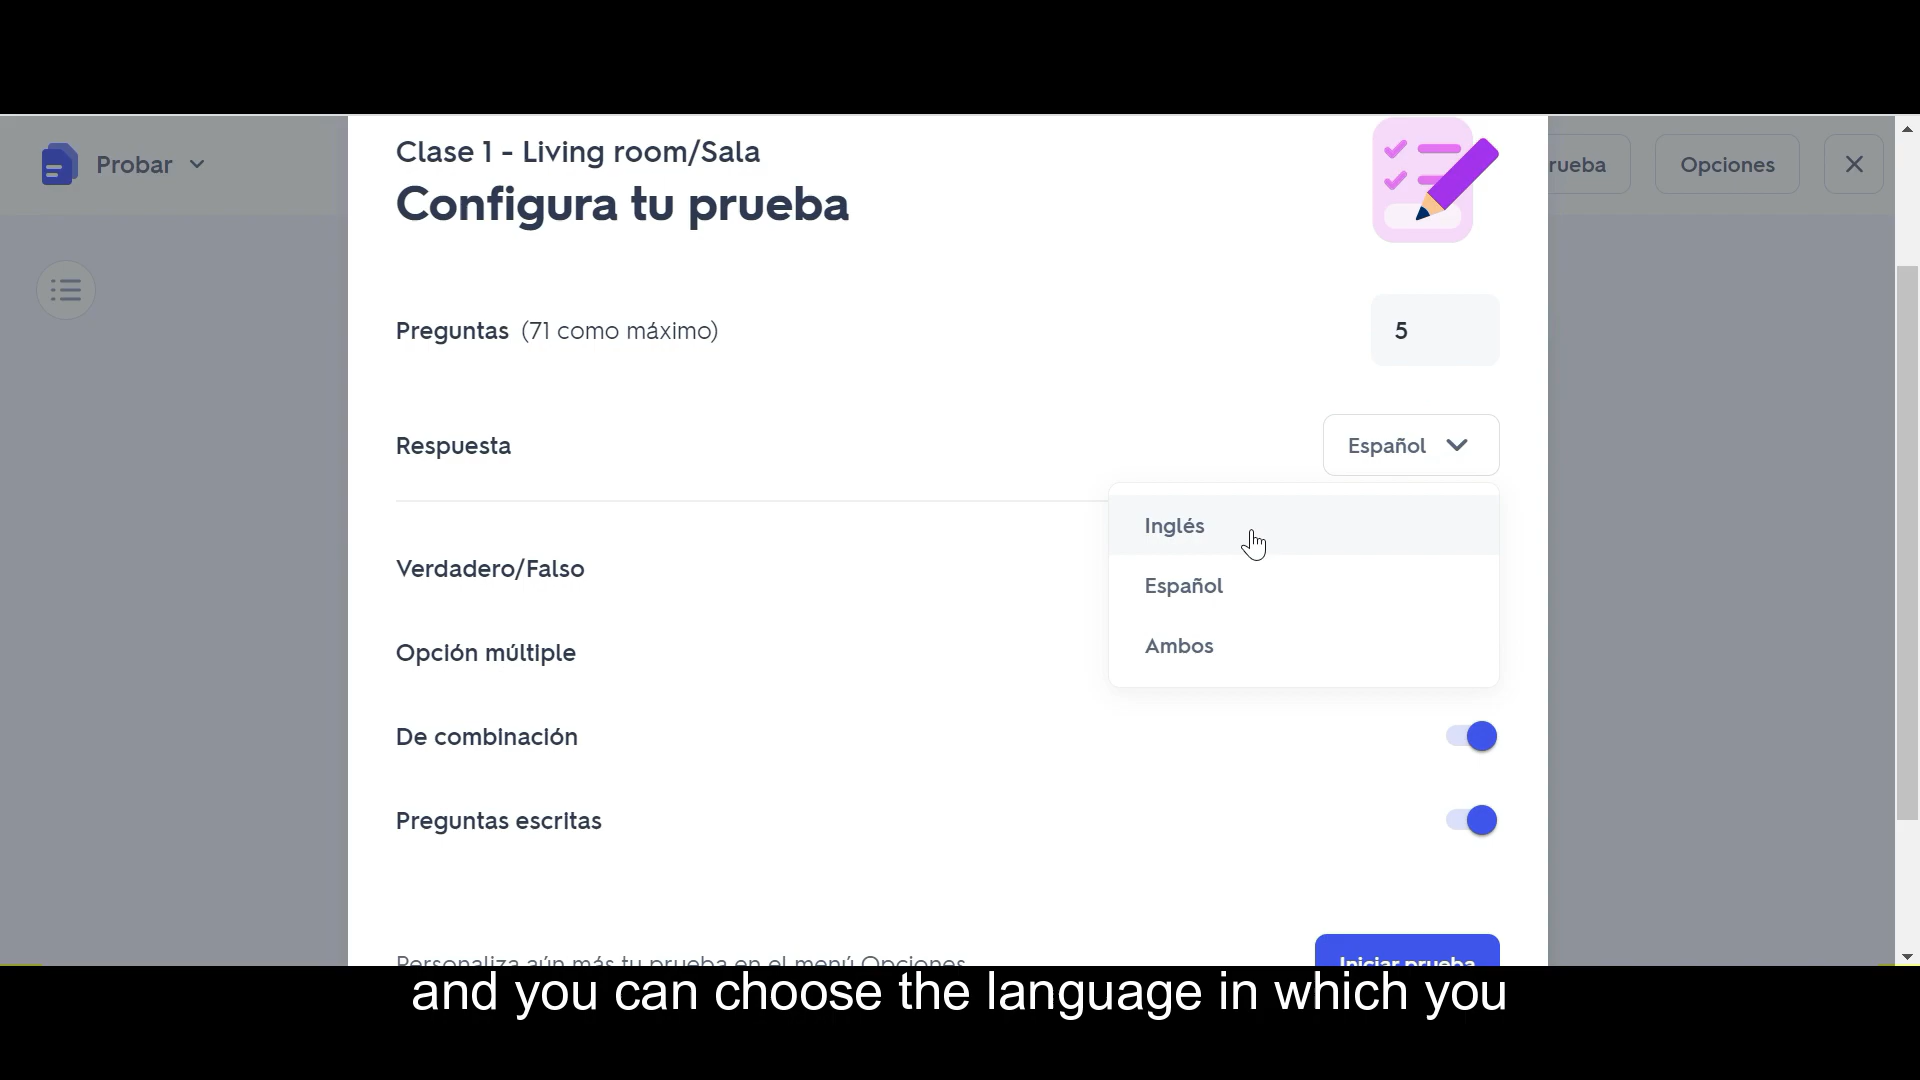 Probar
Clase 1 - Living room/Sala
Configura tu prueba
rueba
Opciones
Preguntas (71 como máximo)
5
Respuesta
Español
Inglés
Español
Ambos
Verdadero/Falso
Opción múltiple
De combinación
Preguntas escritas
Personaliza aún más tu prueba en el menú Opciones
Iniciar prueba
and you can choose the language in which you